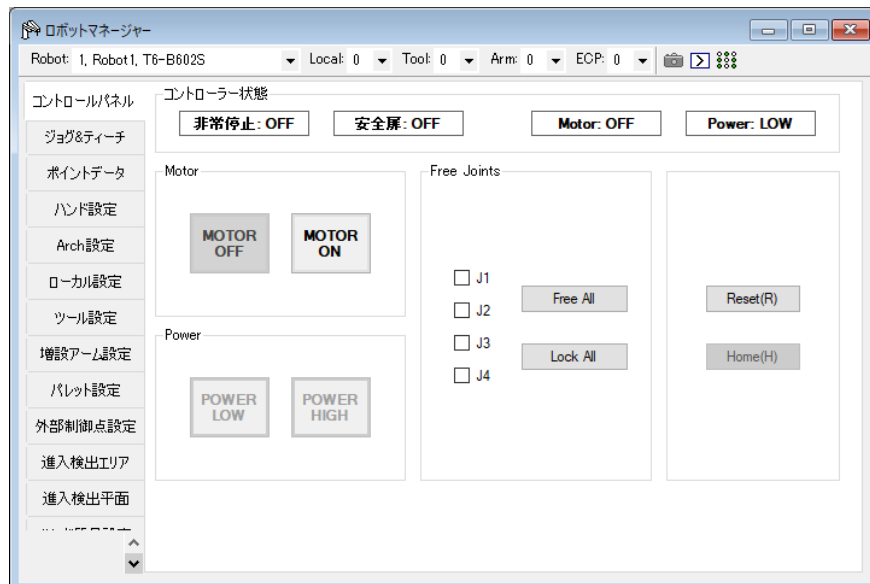 ロボットマネージャー
Robot: 1, Robot1, T6-B602S Local: 0 Tool: 0 Arm: 0 ECP: 0
コントロールパネル
ジョグ&ティーチ
ポイントデータ
ハンド設定
Arch設定
ローカル設定
ツール設定
増設アーム設定
パレット設定
外部制御点設定
進入検出エリア
進入検出平面
コントローラー状態
非常停止: OFF 安全扉: OFF Motor: OFF Power: LOW
Motor
MOTOR OFF
MOTOR ON
Power
POWER LOW
POWER HIGH
Free Joints
J1
J2
J3
J4
Free All
Lock All
Reset(R)
Home(H)